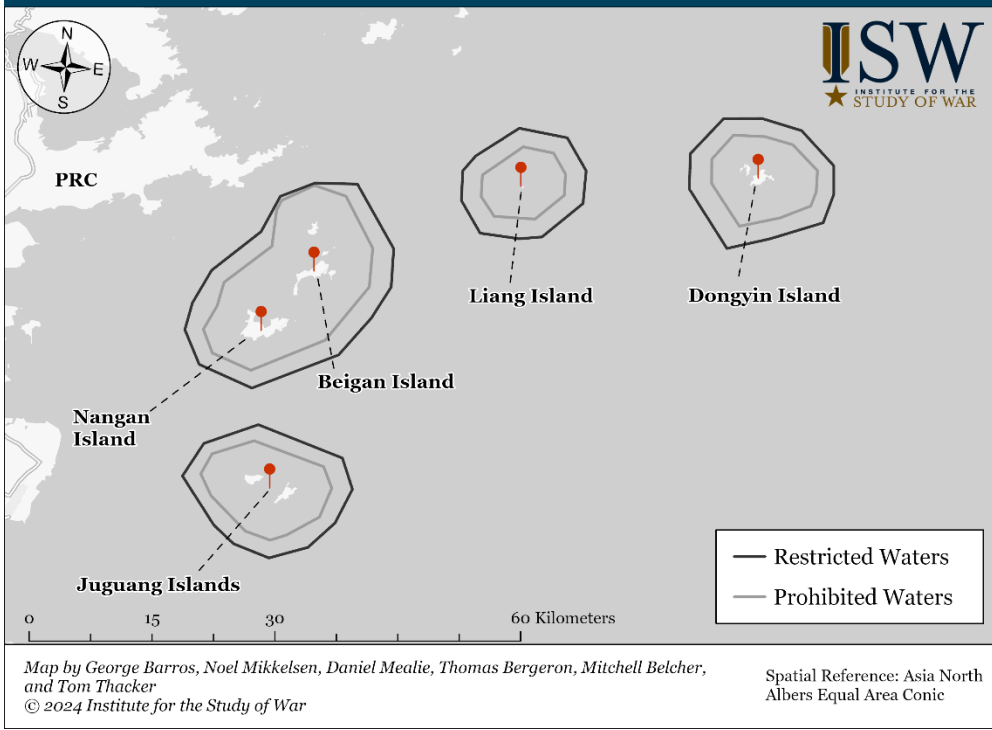 N
W E
S
ISW
INSTITUTE FOR THE
STUDY OF WAR
PRC
Liang Island
Dongyin Island
Beigan Island
Nangan
Island
Juguang Islands
Restricted Waters
Prohibited Waters
0 15 30 60 Kilometers
Map by George Barros, Noel Mikkelsen, Daniel Mealie, Thomas Bergeron, Mitchell Belcher,
and Tom Thacker
© 2024 Institute for the Study of War
Spatial Reference: Asia North
Albers Equal Area Conic